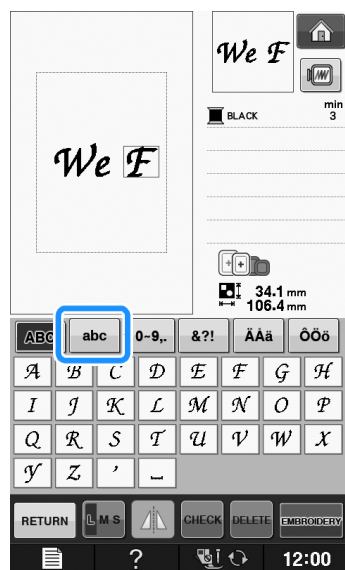 We F
min
BLACK 3
We F
34.1 mm
106.4 mm
ABC abc 0~9,. &?! ÄÅä ÔÖö
A B C D E F G H
I J K L M N O P
Q R S T U V W X
Y Z ’ ⎵
RETURN L M S CHECK DELETE EMBROIDERY
? 12:00